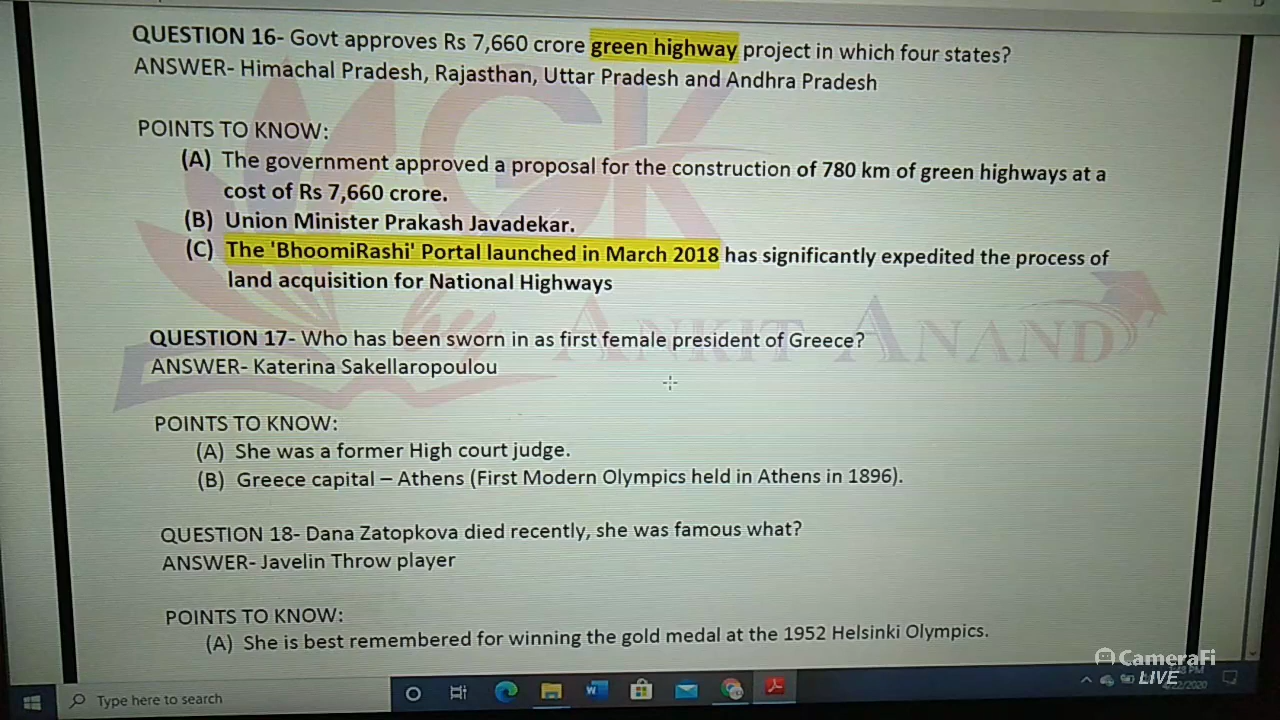 QUESTION 16- Govt approves Rs 7,660 crore green highway project in which four states?
ANSWER- Himachal Pradesh, Rajasthan, Uttar Pradesh and Andhra Pradesh
POINTS TO KNOW:
(A) The government approved a proposal for the construction of 780 km of green highways at a
cost of Rs 7,660 crore.
(B) Union Minister Prakash Javadekar.
(C) The 'BhoomiRashi' Portal launched in March 2018 has significantly expedited the process of
land acquisition for National Highways
GK
by ANKIT ANAND
QUESTION 17- Who has been sworn in as first female president of Greece?
ANSWER- Katerina Sakellaropoulou
POINTS TO KNOW:
(A) She was a former High court judge.
(B) Greece capital – Athens (First Modern Olympics held in Athens in 1896).
QUESTION 18- Dana Zatopkova died recently, she was famous what?
ANSWER- Javelin Throw player
POINTS TO KNOW:
(A) She is best remembered for winning the gold medal at the 1952 Helsinki Olympics.
CameraFi
LIVE
Type here to search
4/22/2020